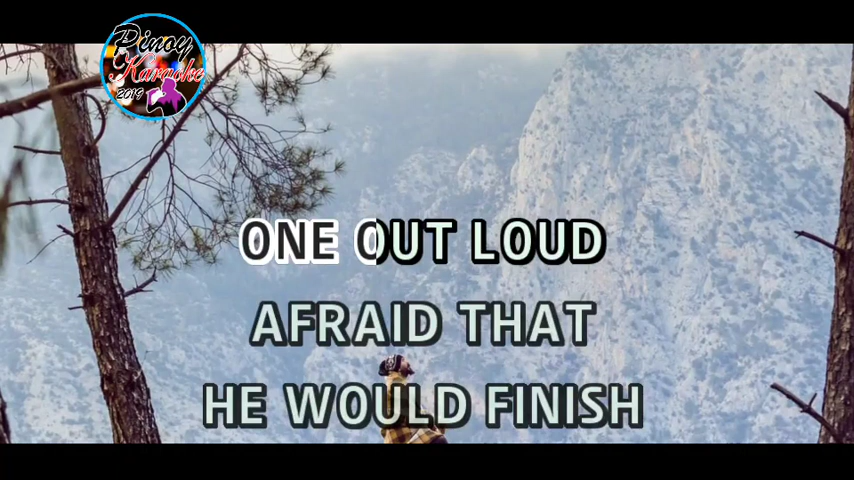 Pinoy
Karaoke
2019
ONE OUT LOUD
AFRAID THAT
HE WOULD FINISH